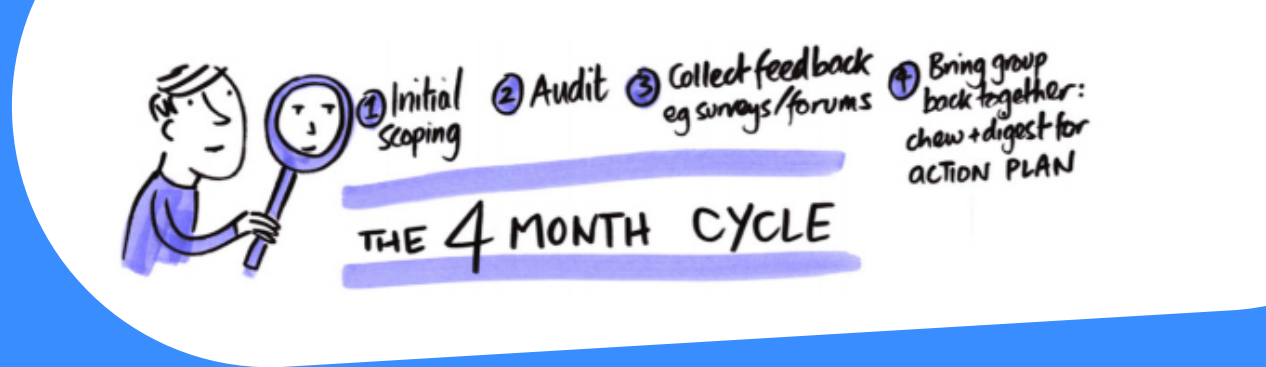 1 Initial
scoping
2 Audit
3 Collect feedback
eg surveys/forums
4 Bring group
back together:
chew + digest for
ACTION PLAN
THE 4 MONTH CYCLE